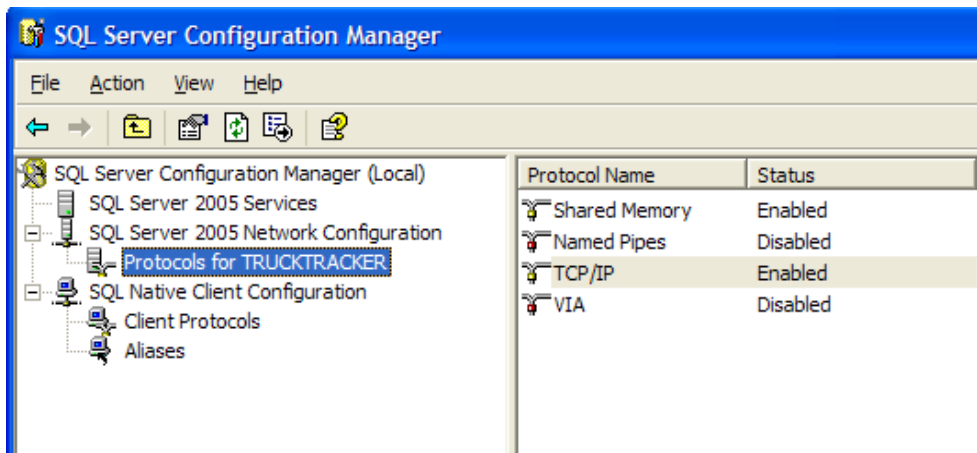 SQL Server Configuration Manager
File Action View Help
SQL Server Configuration Manager (Local)
SQL Server 2005 Services
SQL Server 2005 Network Configuration
Protocols for TRUCKTRACKER
SQL Native Client Configuration
Client Protocols
Aliases
Protocol Name Status
Shared Memory Enabled
Named Pipes Disabled
TCP/IP Enabled
VIA Disabled